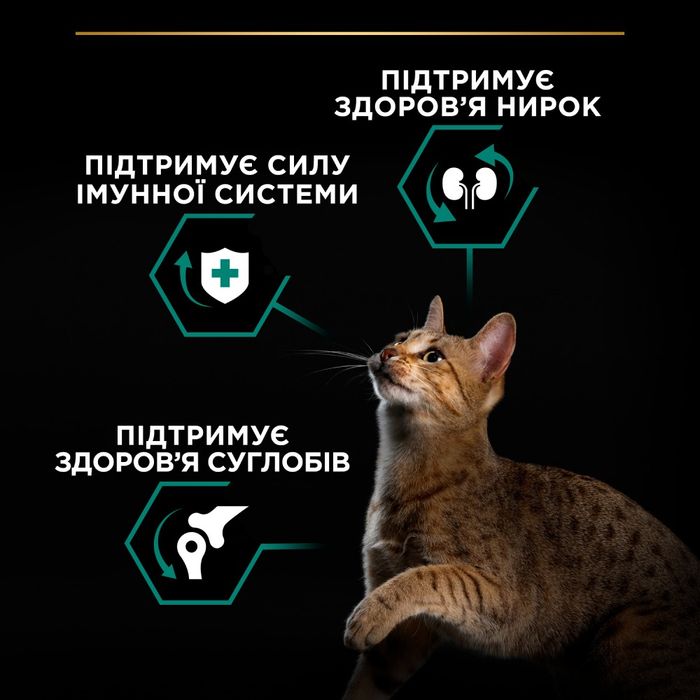 ПІДТРИМУЄ
ЗДОРОВ'Я НИРОК
ПІДТРИМУЄ СИЛУ
ІМУННОЇ СИСТЕМИ
ПІДТРИМУЄ
ЗДОРОВ'Я СУГЛОБІВ